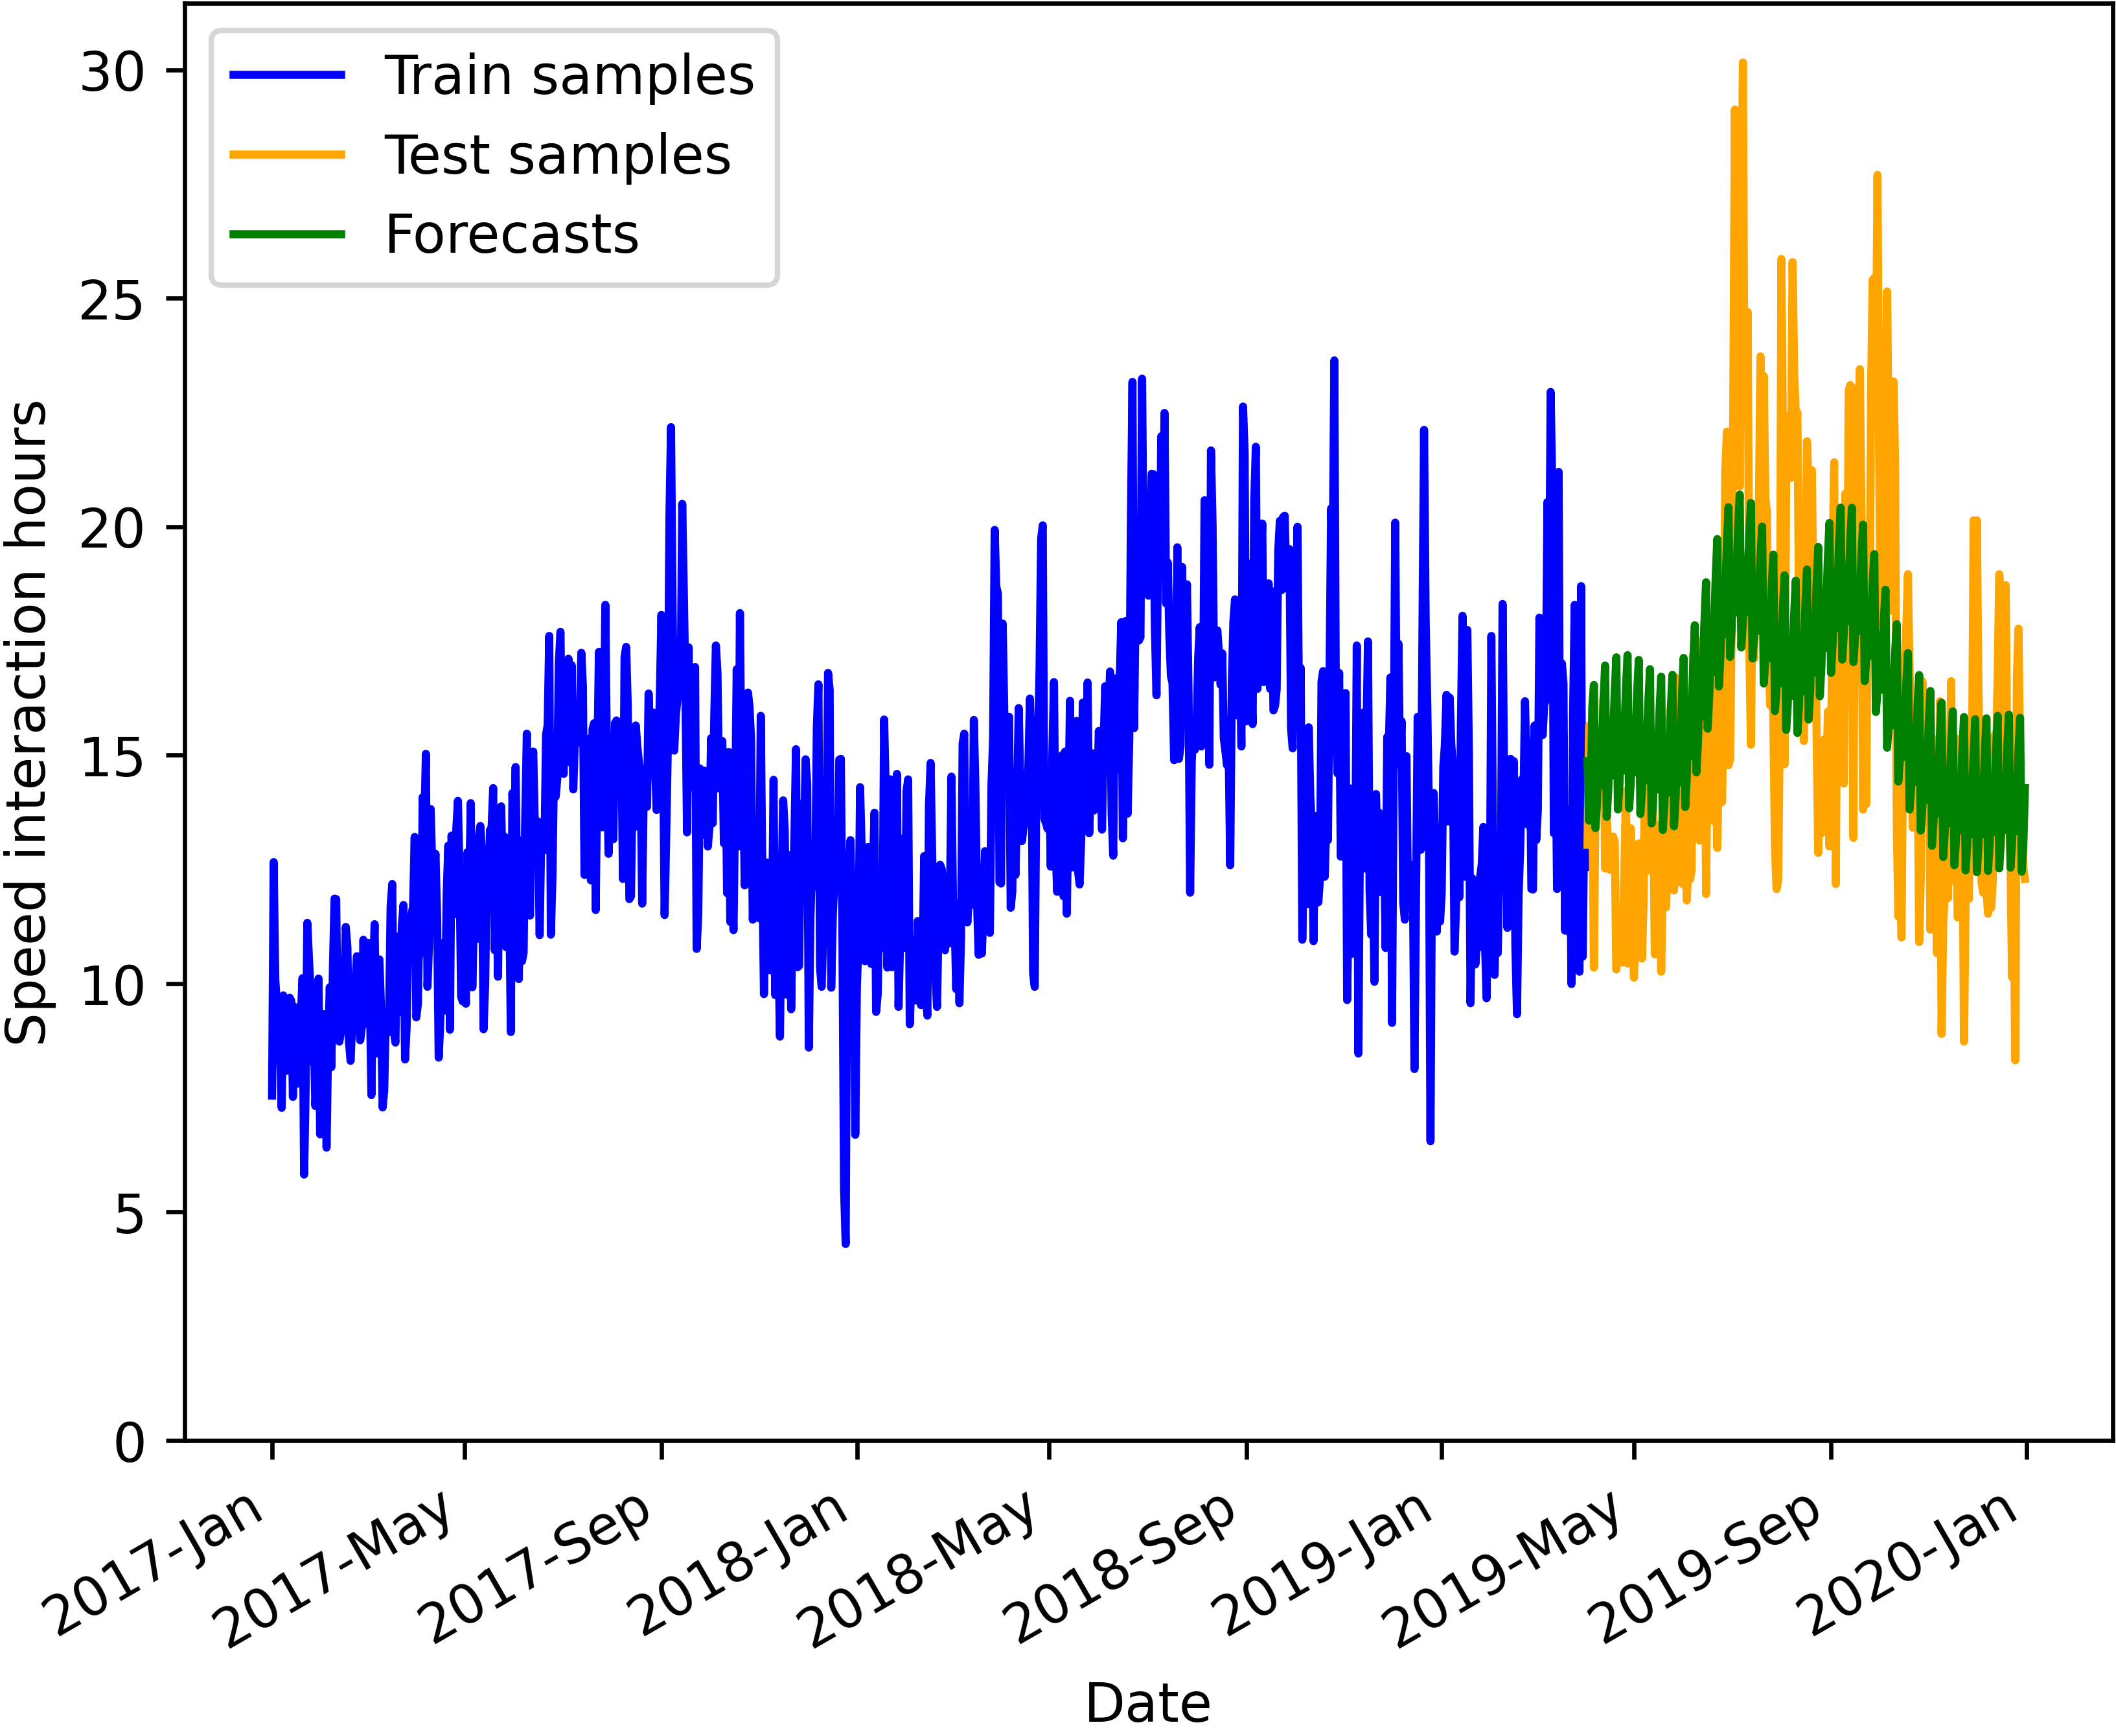 Train samples
Test samples
Forecasts
Speed interaction hours
30
25
20
15
10
5
0
2017-Jan
2017-May
2017-Sep
2018-Jan
2018-May
2018-Sep
2019-Jan
2019-May
2019-Sep
2020-Jan
Date